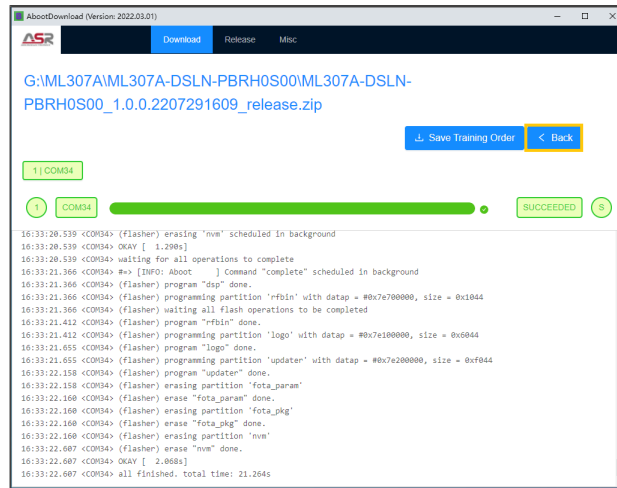 AbootDownload (Version: 2022.03.01)
ASR Download Release Misc
G:\ML307A\ML307A-DSLN-PBRH0S00\ML307A-DSLN-
PBRH0S00_1.0.0.2207291609_release.zip
Save Training Order Back
1 | COM34
1 COM34 SUCCEEDED S
16:33:20.539 <COM34> (flasher) erasing 'nvm' scheduled in background
16:33:20.539 <COM34> OKAY [ 1.290s]
16:33:20.539 <COM34> waiting for all operations to complete
16:33:21.366 <COM34> #=> [INFO: Aboot ] Command "complete" scheduled in background
16:33:21.366 <COM34> (flasher) program "dsp" done.
16:33:21.366 <COM34> (flasher) programming partition 'rfbin' with datap = #0x7e700000, size = 0x1044
16:33:21.366 <COM34> (flasher) waiting all flash operations to be completed
16:33:21.412 <COM34> (flasher) program "rfbin" done.
16:33:21.412 <COM34> (flasher) programming partition 'logo' with datap = #0x7e100000, size = 0x6044
16:33:21.655 <COM34> (flasher) program "logo" done.
16:33:21.655 <COM34> (flasher) programming partition 'updater' with datap = #0x7e200000, size = 0xf044
16:33:22.158 <COM34> (flasher) program "updater" done.
16:33:22.158 <COM34> (flasher) erasing partition 'fota_param'
16:33:22.160 <COM34> (flasher) erase "fota_param" done.
16:33:22.160 <COM34> (flasher) erasing partition 'fota_pkg'
16:33:22.160 <COM34> (flasher) erase "fota_pkg" done.
16:33:22.160 <COM34> (flasher) erasing partition 'nvm'
16:33:22.607 <COM34> (flasher) erase "nvm" done.
16:33:22.607 <COM34> OKAY [ 2.068s]
16:33:22.607 <COM34> all finished. total time: 21.264s